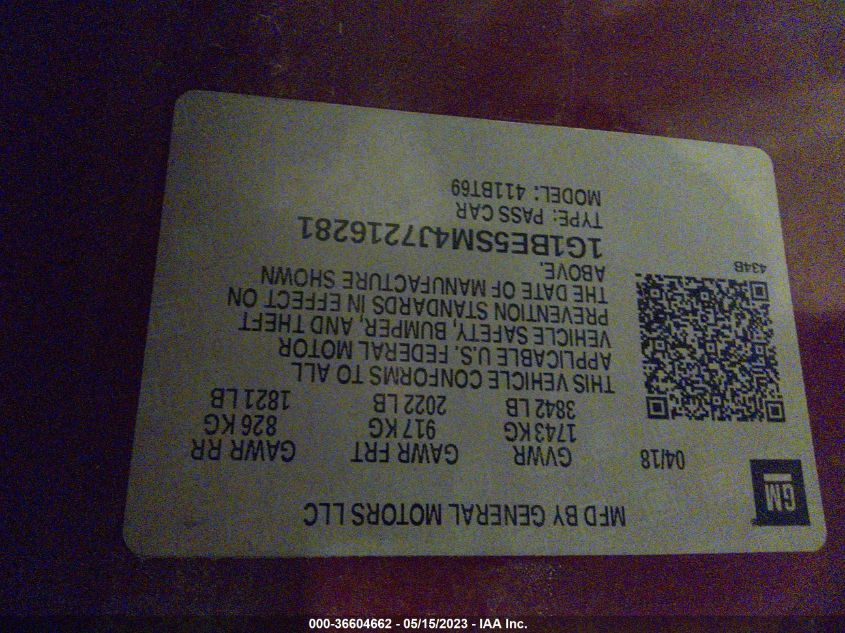 GM
MFD BY GENERAL MOTORS LLC
04/18 GVWR GAWR FRT GAWR RR
1743 KG 917 KG 826 KG
3842 LB 2022 LB 1821 LB
THIS VEHICLE CONFORMS TO ALL
APPLICABLE U.S. FEDERAL MOTOR
VEHICLE SAFETY, BUMPER, AND THEFT
PREVENTION STANDARDS IN EFFECT ON
THE DATE OF MANUFACTURE SHOWN
ABOVE.
434B
1G1BE5SM4J7216281
TYPE: PASS CAR
MODEL: 411BT69
000-36604662 - 05/15/2023 - IAA Inc.